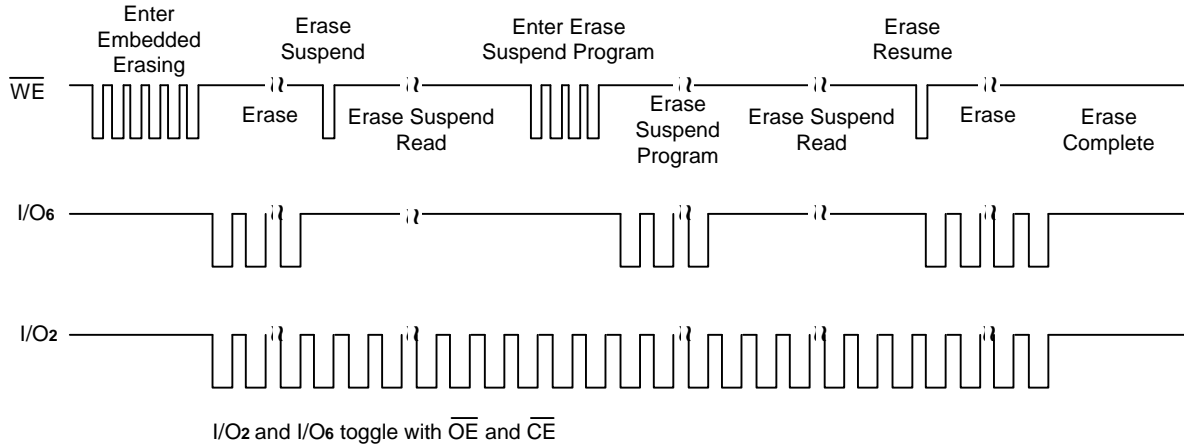 Enter
Embedded
Erasing
Erase
Suspend
Enter Erase
Suspend Program
Erase
Resume
WE
Erase
Erase Suspend
Read
Erase
Suspend
Program
Erase Suspend
Read
Erase
Erase
Complete
I/O6
I/O2
I/O2 and I/O6 toggle with OE and CE